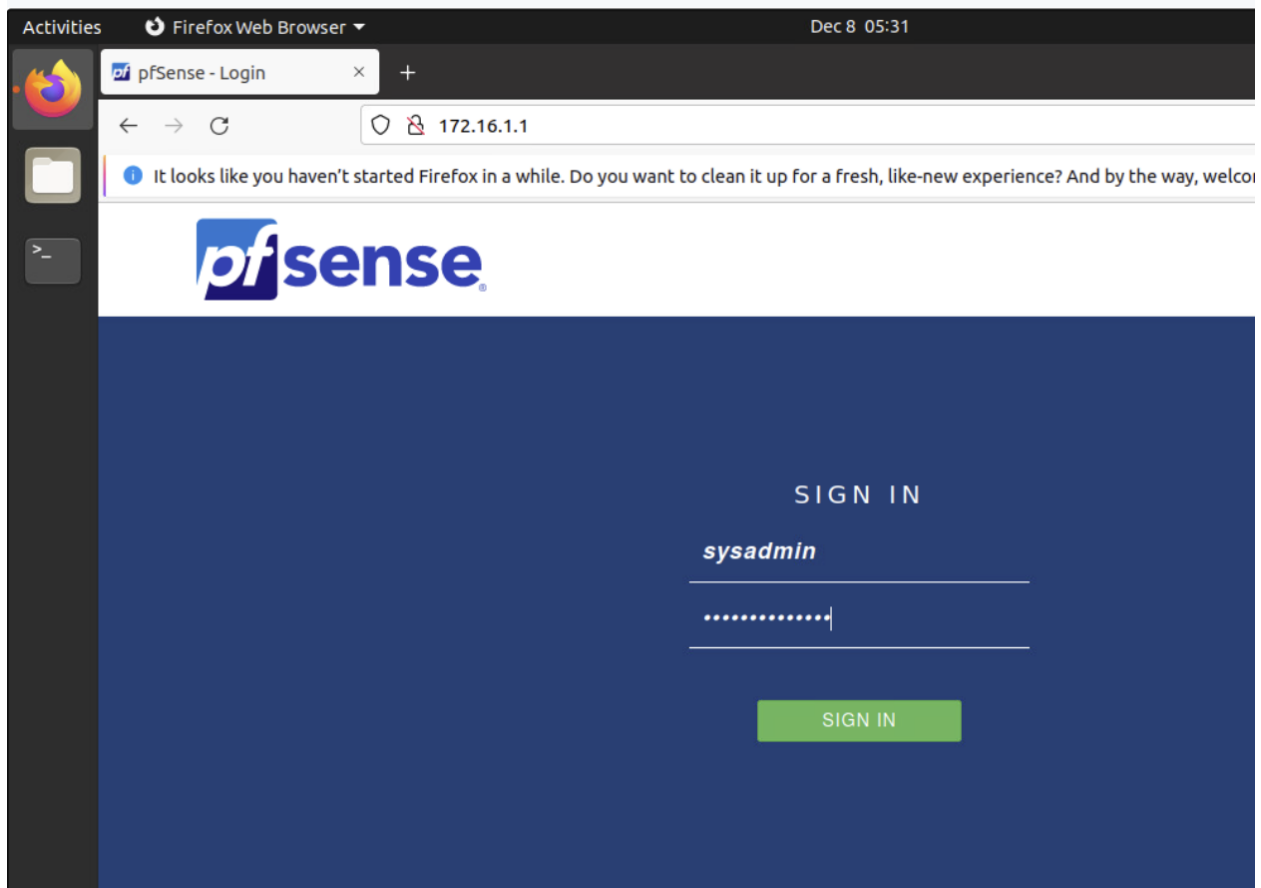 Activities Firefox Web Browser Dec 8 05:31
pfSense - Login
172.16.1.1
It looks like you haven't started Firefox in a while. Do you want to clean it up for a fresh, like-new experience? And by the way, welco
pfsense®
SIGN IN
sysadmin
••••••••••••••
SIGN IN